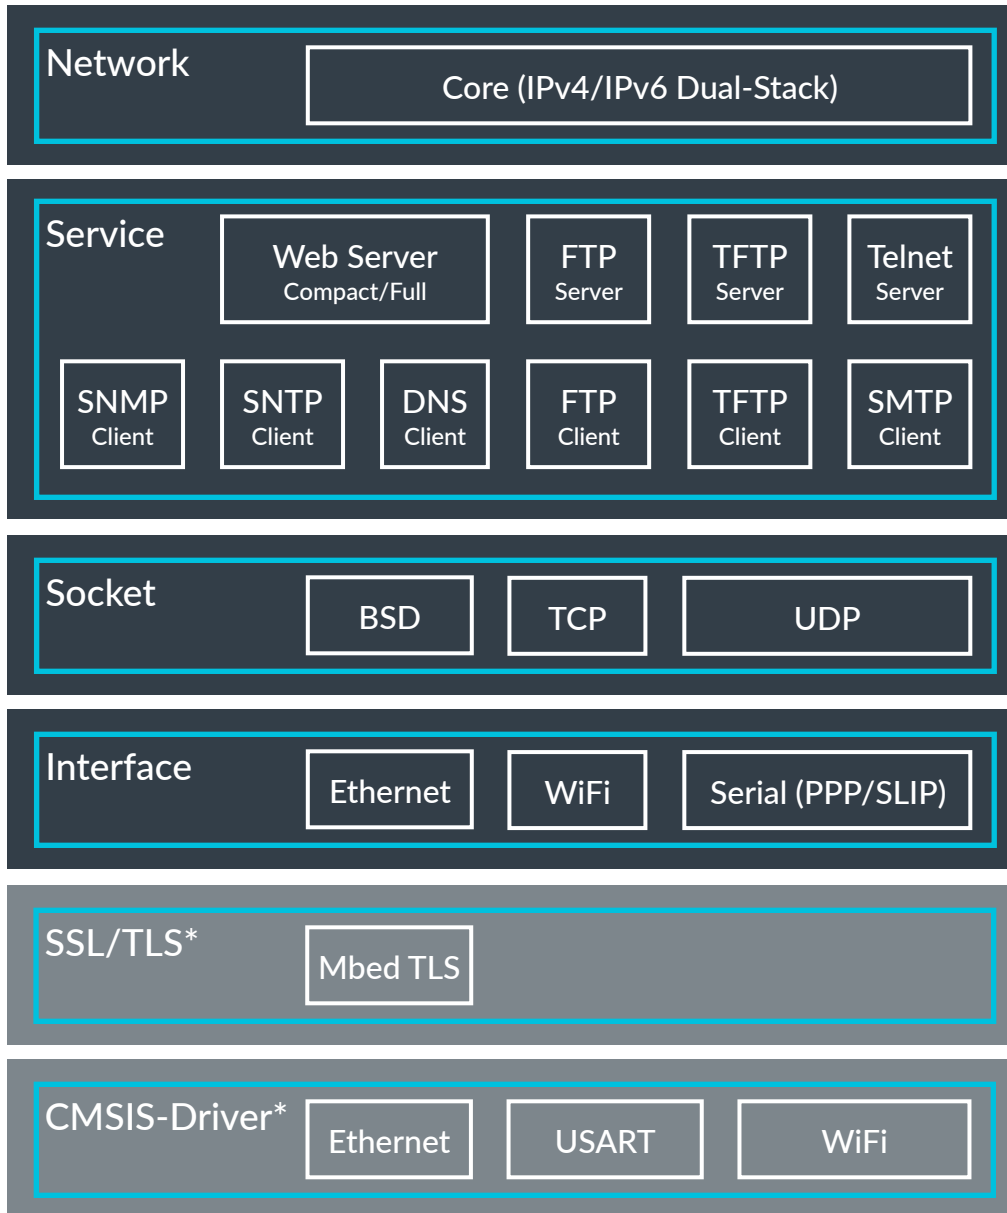 Network
Core (IPv4/IPv6 Dual-Stack)
Service
Web Server
Compact/Full
FTP
Server
TFTP
Server
Telnet
Server
SNMP
Client
SNTP
Client
DNS
Client
FTP
Client
TFTP
Client
SMTP
Client
Socket
BSD
TCP
UDP
Interface
Ethernet
WiFi
Serial (PPP/SLIP)
SSL/TLS*
Mbed TLS
CMSIS-Driver*
Ethernet
USART
WiFi